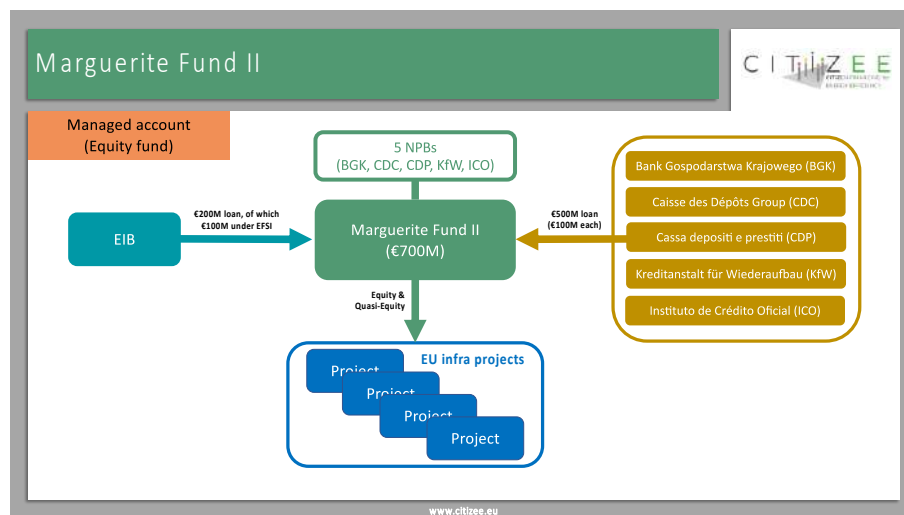 Marguerite Fund II
CITIZEE
ENERGY EFFICIENCY
Managed account
(Equity fund)
5 NPBs
(BGK, CDC, CDP, KfW, ICO)
€200M loan, of which
€100M under EFSI
EIB
Marguerite Fund II
(€700M)
€500M loan
(€100M each)
Bank Gospodarstwa Krajowego (BGK)
Caisse des Dépôts Group (CDC)
Cassa depositi e prestiti (CDP)
Kreditanstalt für Wiederaufbau (KfW)
Instituto de Crédito Oficial (ICO)
Equity &
Quasi-Equity
EU infra projects
Project
Project
Project
Project
www.citizee.eu